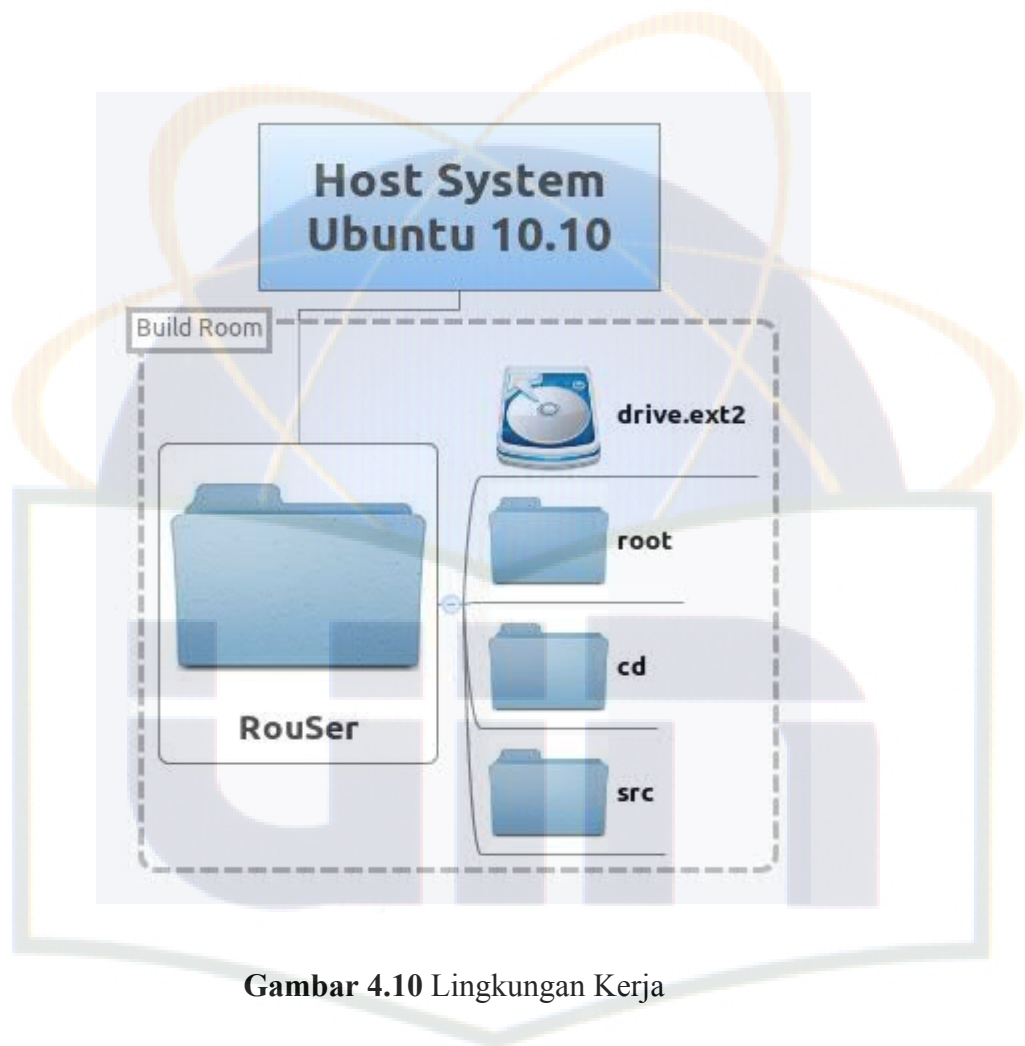 Host System
Ubuntu 10.10
Build Room
drive.ext2
root
cd
src
RouSer
Gambar 4.10 Lingkungan Kerja